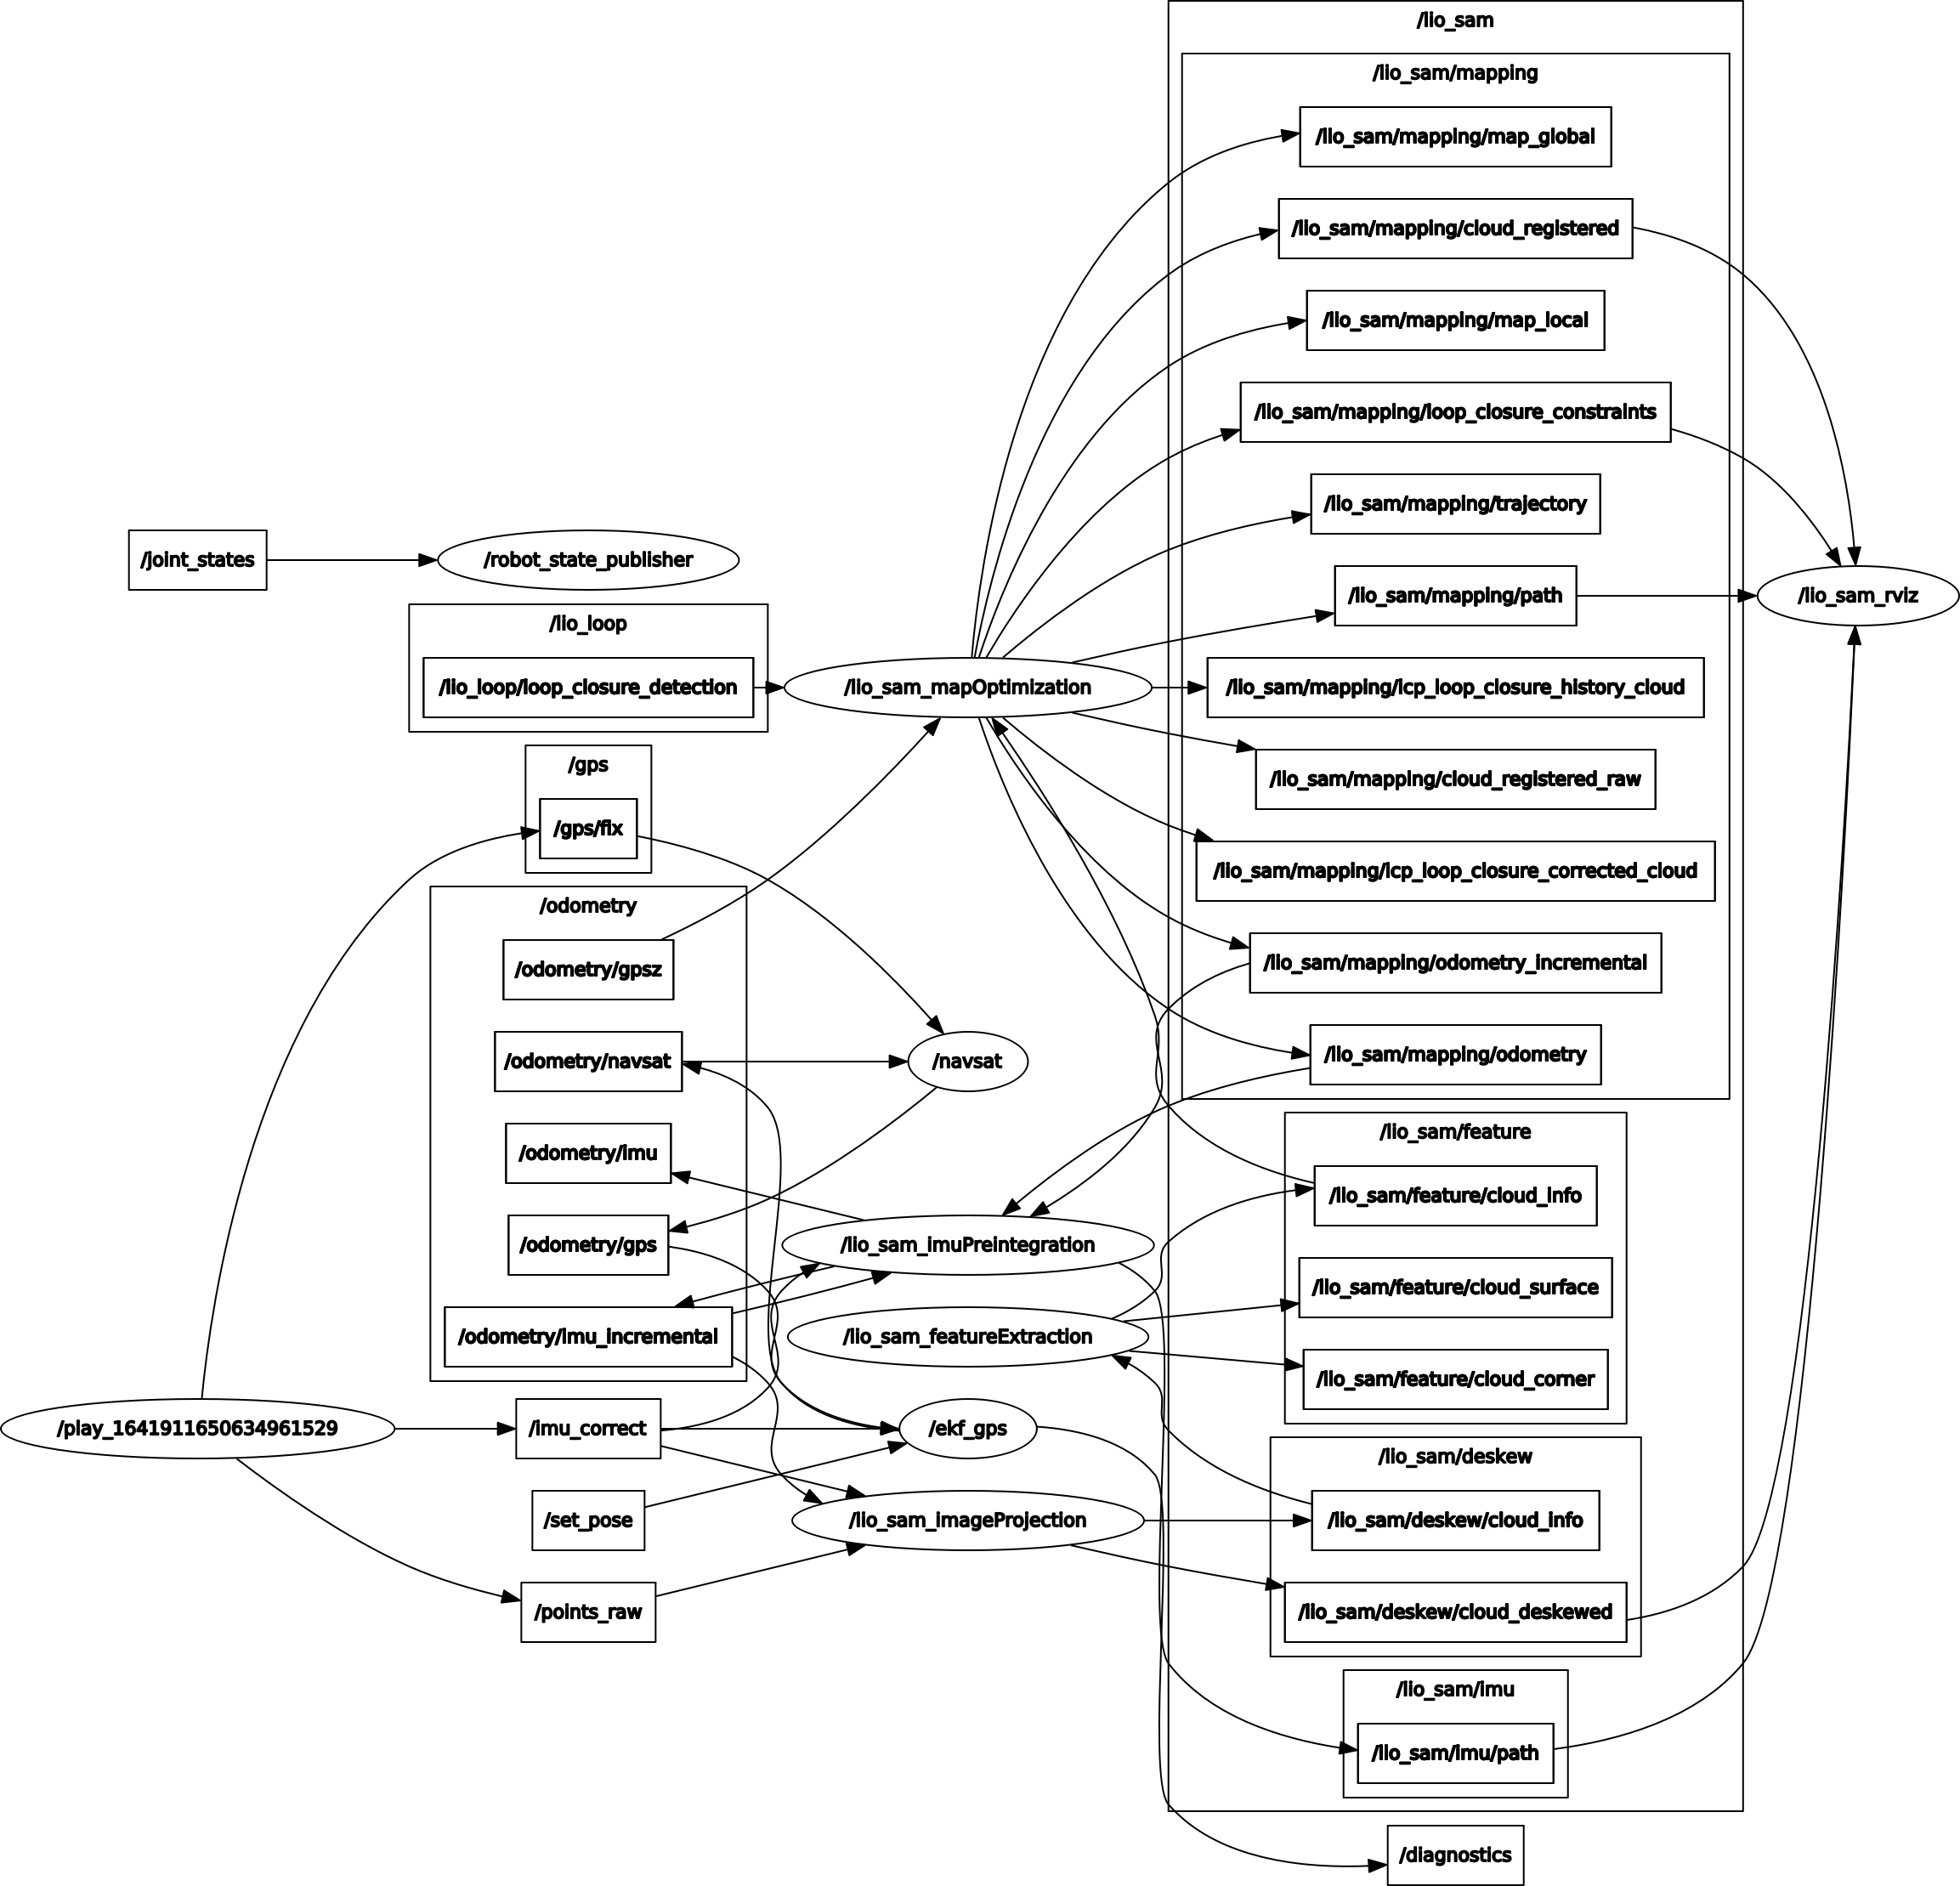 /lio_sam
/lio_sam/mapping
/lio_sam/mapping/map_global
/lio_sam/mapping/cloud_registered
/lio_sam/mapping/map_local
/lio_sam/mapping/loop_closure_constraints
/lio_sam/mapping/trajectory
/joint_states
/robot_state_publisher
/lio_sam/mapping/path
/lio_sam_rviz
/lio_loop
/lio_loop/loop_closure_detection
/lio_sam_mapOptimization
/lio_sam/mapping/icp_loop_closure_history_cloud
/gps
/gps/fix
/lio_sam/mapping/cloud_registered_raw
/lio_sam/mapping/icp_loop_closure_corrected_cloud
/odometry
/odometry/gpsz
/lio_sam/mapping/odometry_incremental
/odometry/navsat
/navsat
/lio_sam/mapping/odometry
/odometry/imu
/lio_sam/feature
/lio_sam/feature/cloud_info
/odometry/gps
/lio_sam_imuPreintegration
/lio_sam/feature/cloud_surface
/odometry/imu_incremental
/lio_sam_featureExtraction
/lio_sam/feature/cloud_corner
/play_1641911650634961529
/imu_correct
/ekf_gps
/lio_sam/deskew
/set_pose
/lio_sam_imageProjection
/lio_sam/deskew/cloud_info
/points_raw
/lio_sam/deskew/cloud_deskewed
/lio_sam/imu
/lio_sam/imu/path
/diagnostics